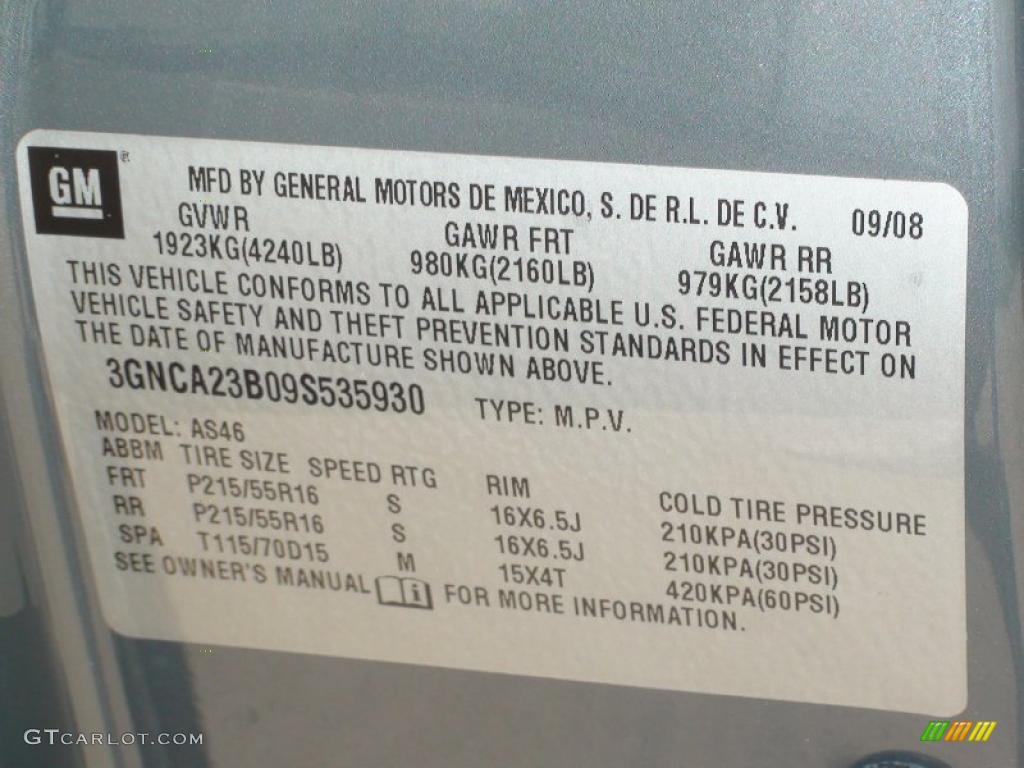 GM ®
MFD BY GENERAL MOTORS DE MEXICO, S. DE R.L. DE C.V. 09/08
GVWR GAWR FRT GAWR RR
1923KG(4240LB) 980KG(2160LB) 979KG(2158LB)
THIS VEHICLE CONFORMS TO ALL APPLICABLE U.S. FEDERAL MOTOR
VEHICLE SAFETY AND THEFT PREVENTION STANDARDS IN EFFECT ON
THE DATE OF MANUFACTURE SHOWN ABOVE.
3GNCA23B09S535930 TYPE: M.P.V.
MODEL: AS46
ABBM TIRE SIZE SPEED RTG RIM COLD TIRE PRESSURE
FRT P215/55R16 S 16X6.5J 210KPA(30PSI)
RR P215/55R16 S 16X6.5J 210KPA(30PSI)
SPA T115/70D15 M 15X4T 420KPA(60PSI)
SEE OWNER'S MANUAL i FOR MORE INFORMATION.
GTCARLOT.COM